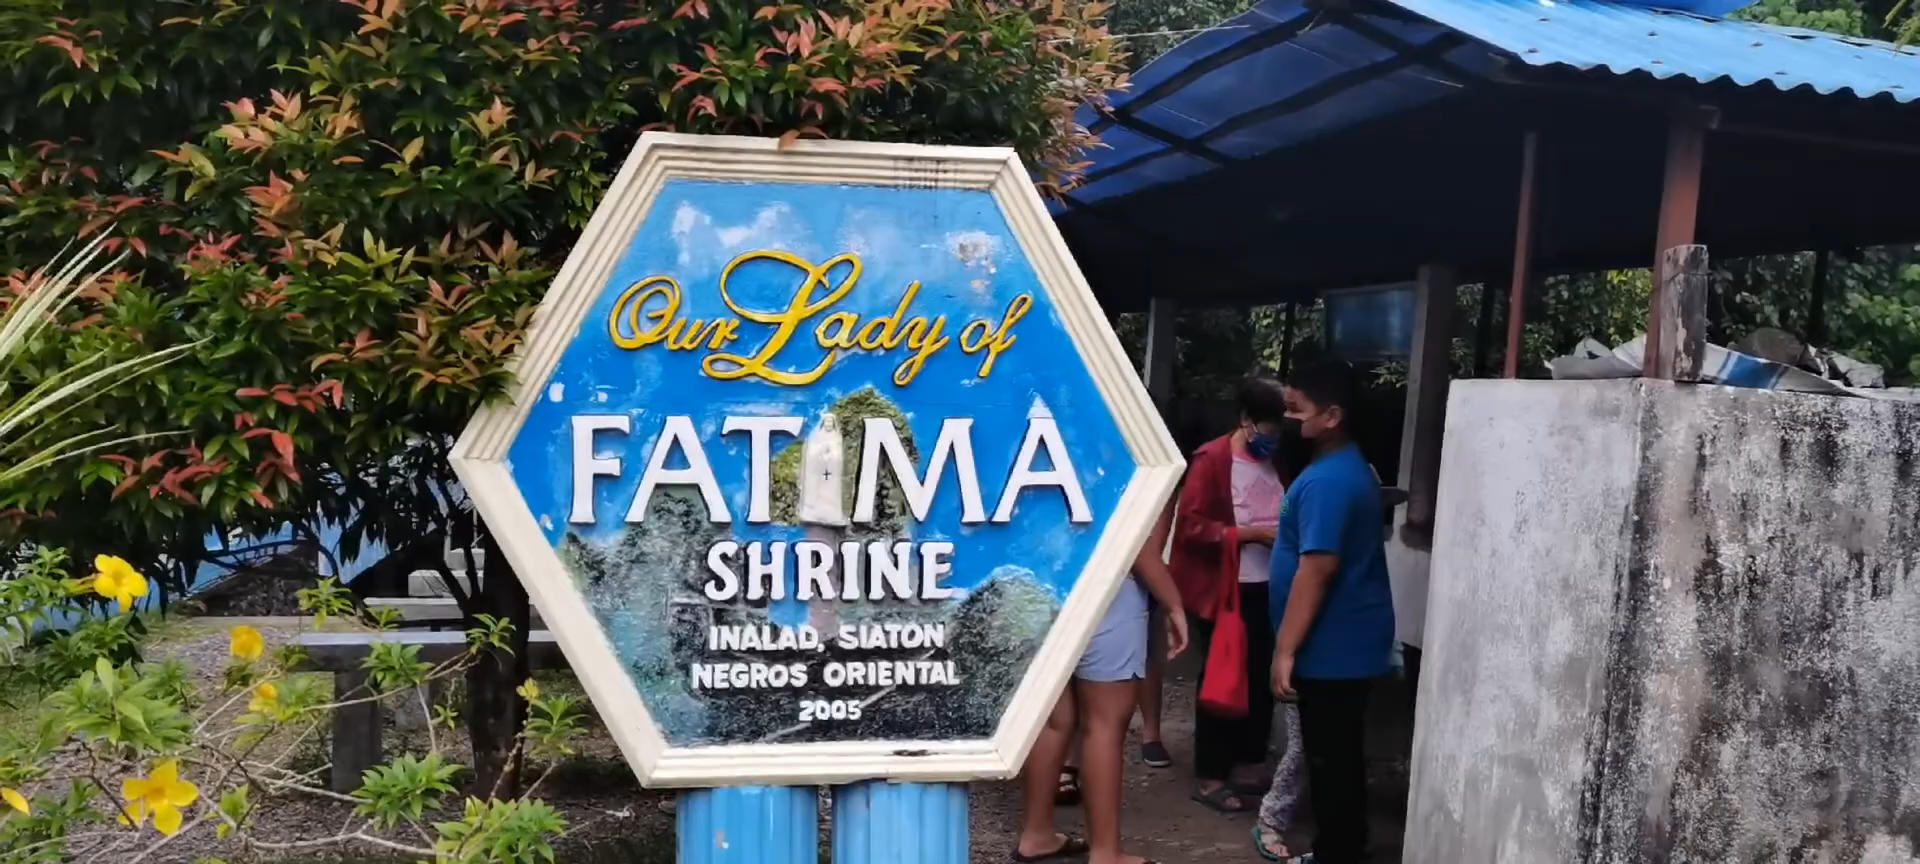 Our Lady of
FATIMA
SHRINE
INALAD, SIATON
NEGROS ORIENTAL
2005